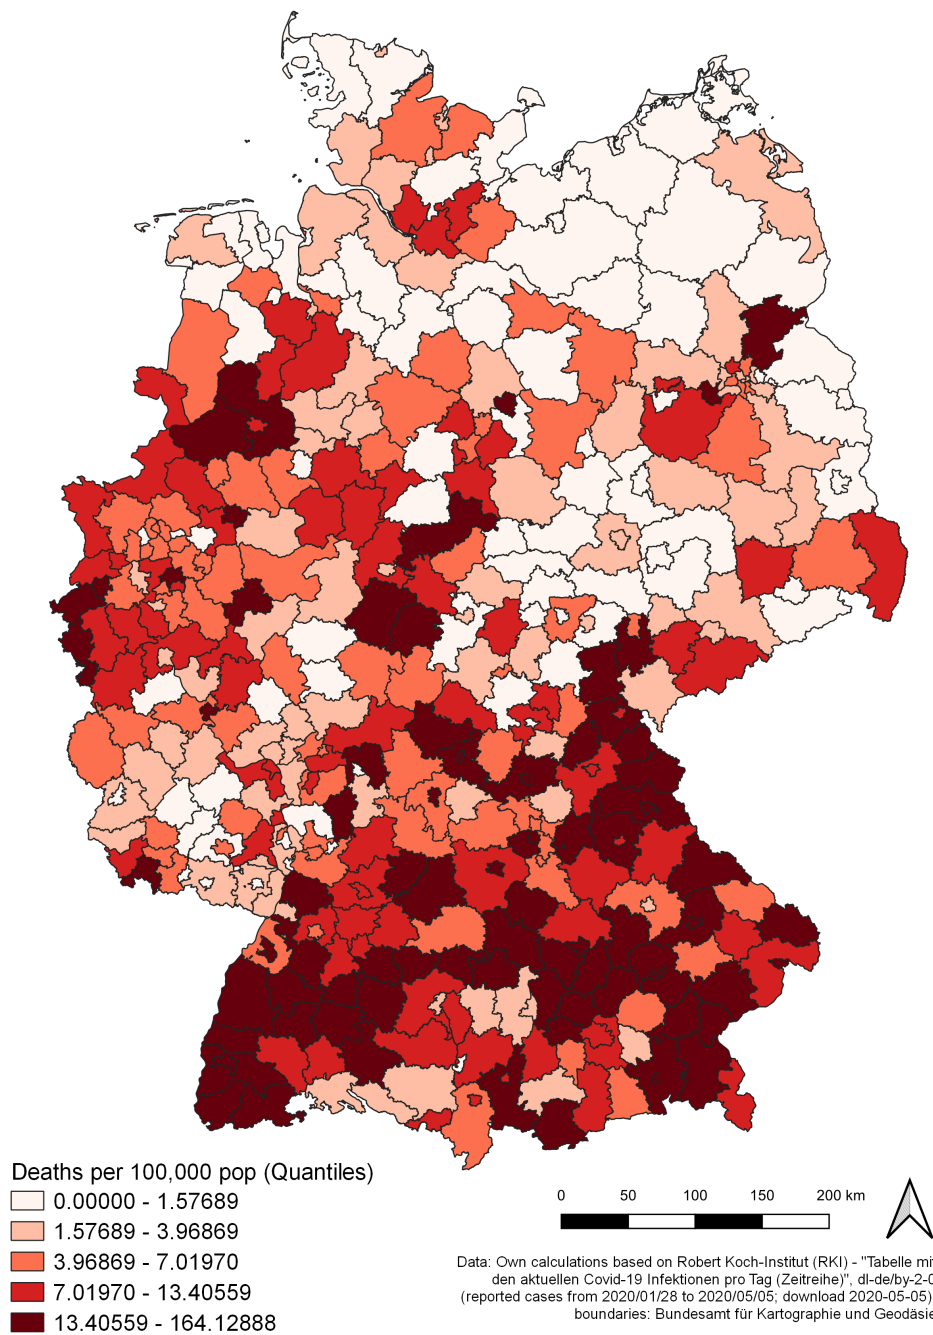 Deaths per 100,000 pop (Quantiles)
0.00000 - 1.57689
1.57689 - 3.96869
3.96869 - 7.01970
7.01970 - 13.40559
13.40559 - 164.12888
0 50 100 150 200 km
Data: Own calculations based on Robert Koch-Institut (RKI) - "Tabelle mit
den aktuellen Covid-19 Infektionen pro Tag (Zeitreihe)", dl-de/by-2-0
(reported cases from 2020/01/28 to 2020/05/05; download 2020-05-05)
boundaries: Bundesamt für Kartographie und Geodäsie